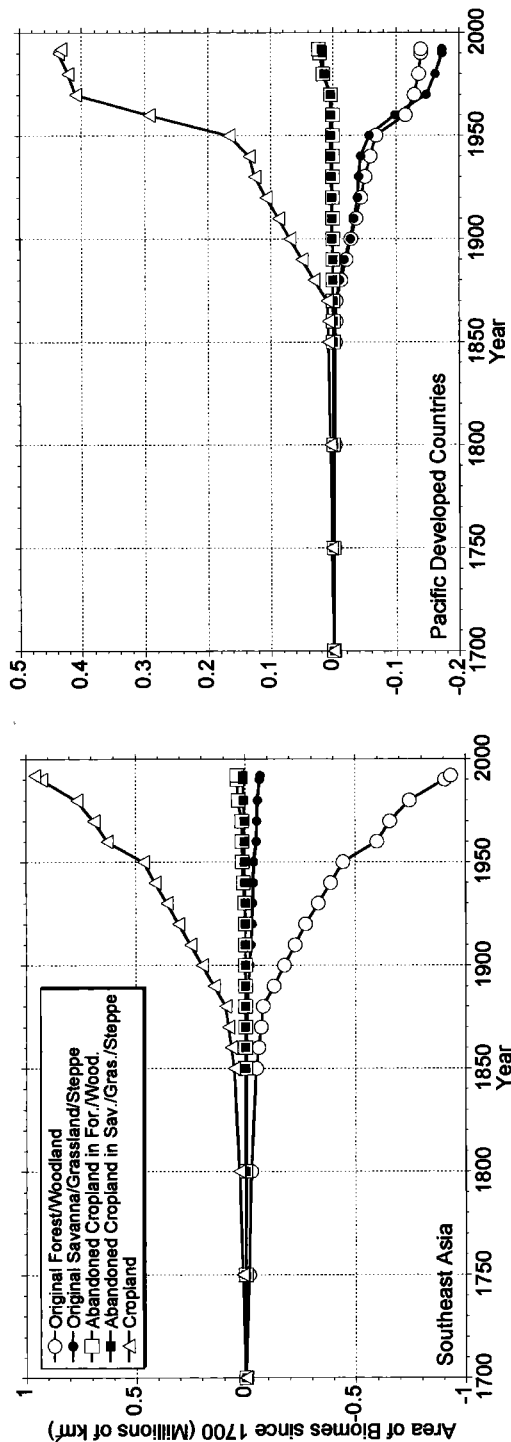 Area of Biomes since 1700 (Millions of km²)
1
0.5
0
-0.5
-1
Original Forest/Woodland
Original Savanna/Grassland/Steppe
Abandoned Cropland in For./Wood.
Abandoned Cropland in Sav./Gras./Steppe
Cropland
Southeast Asia
1700
1750
1800
1850
1900
1950
2000
Year
0.5
0.4
0.3
0.2
0.1
0
-0.1
-0.2
Pacific Developed Countries
1700
1750
1800
1850
1900
1950
2000
Year